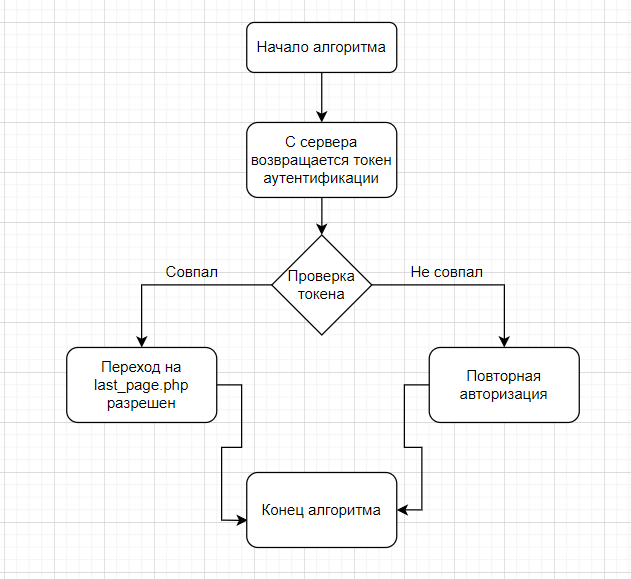 Начало алгоритма
С сервера
возвращается токен
аутентификации
Совпал
Проверка
токена
Не совпал
Переход на
last_page.php
разрешен
Повторная
авторизация
Конец алгоритма